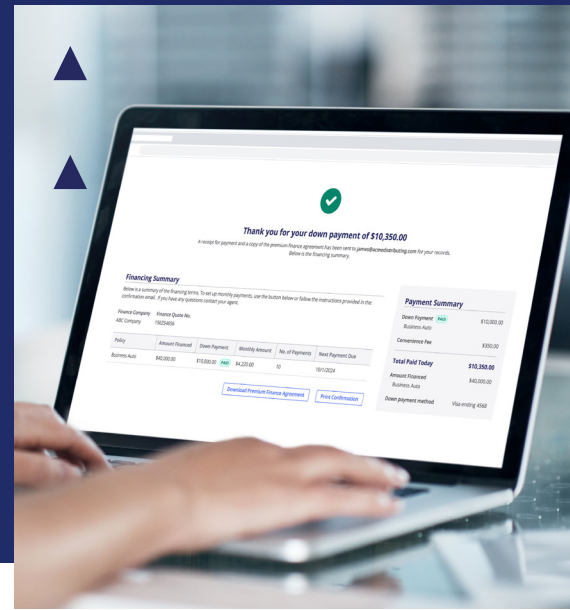 Thank you for your down payment of $10,350.00
A receipt for payment and a copy of the premium finance agreement has been sent to james@acmedistributing.com for your records.
Below is the financing summary.
Financing Summary
Below is a summary of the financing terms. To set up monthly payments, use the button below or follow the instructions provided in the
confirmation email. If you have any questions contact your agent.
Finance Company Finance Quote No.
ABC Company
Policy Amount Financed Down Payment Monthly Amount No. of Payments Next Payment Due
Business Auto $40,000.00 $10,000.00 PAID $4,220.00 10 10/1/2024
Download Premium Finance Agreement Print Confirmation
Payment Summary
Down Payment PAID $10,000.00
Business Auto
Convenience Fee $350.00
Total Paid Today $10,350.00
Amount Financed $40,000.00
Business Auto
Down payment method Visa ending 4568